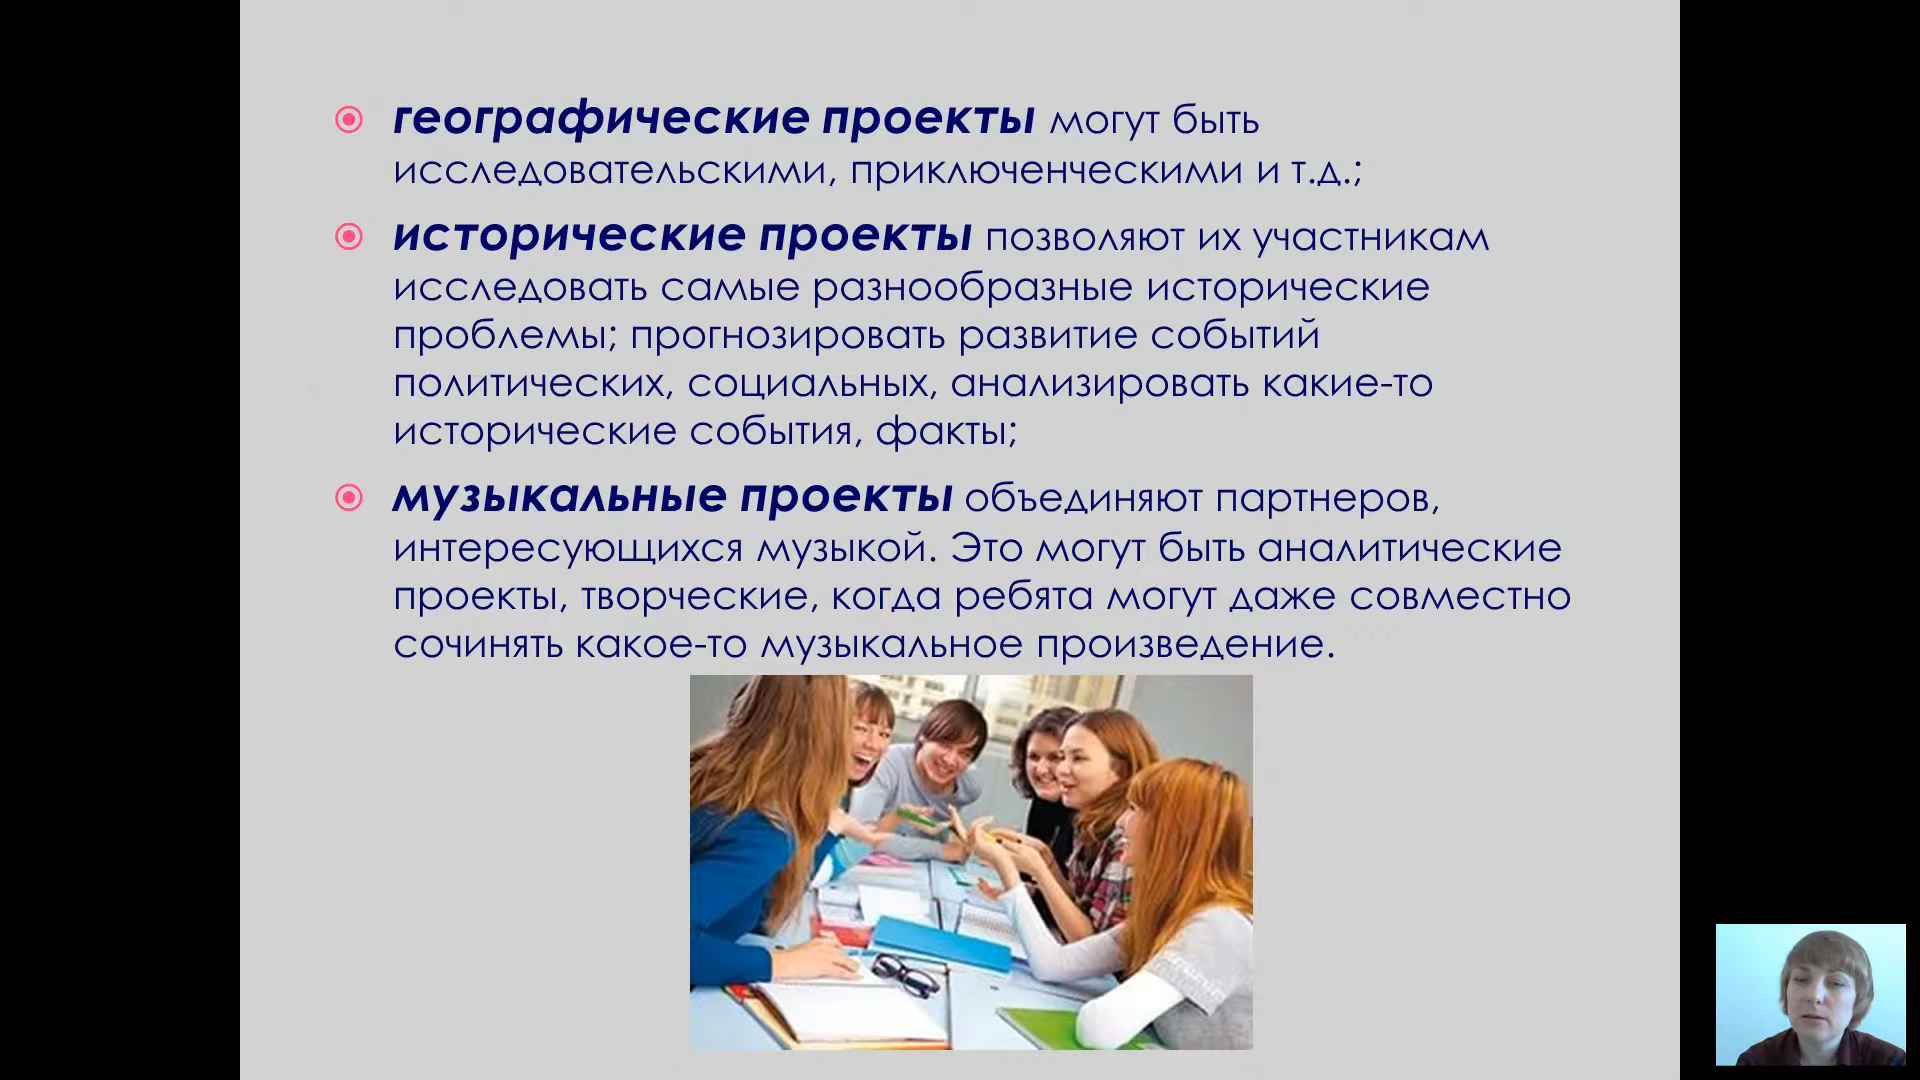 географические проекты могут быть
исследовательскими, приключенческими и т.д.;
исторические проекты позволяют их участникам
исследовать самые разнообразные исторические
проблемы; прогнозировать развитие событий
политических, социальных, анализировать какие-то
исторические события, факты;
музыкальные проекты объединяют партнеров,
интересующихся музыкой. Это могут быть аналитические
проекты, творческие, когда ребята могут даже совместно
сочинять какое-то музыкальное произведение.